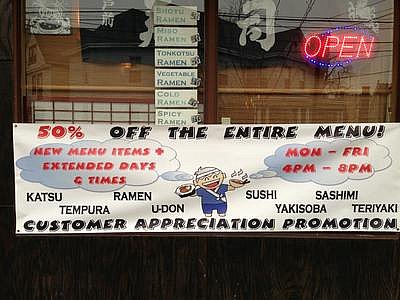 SHOYU
RAMEN
MISO
RAMEN
TONKOTSU
RAMEN
VEGETABLE
RAMEN
COLD
RAMEN
SPICY
RAMEN
寿司
OPEN
50% OFF THE ENTIRE MENU!
NEW MENU ITEMS +
EXTENDED DAYS
& TIMES
MON - FRI
4PM - 8PM
KATSU RAMEN SUSHI SASHIMI
TEMPURA U-DON YAKISOBA TERIYAKI
CUSTOMER APPRECIATION PROMOTION